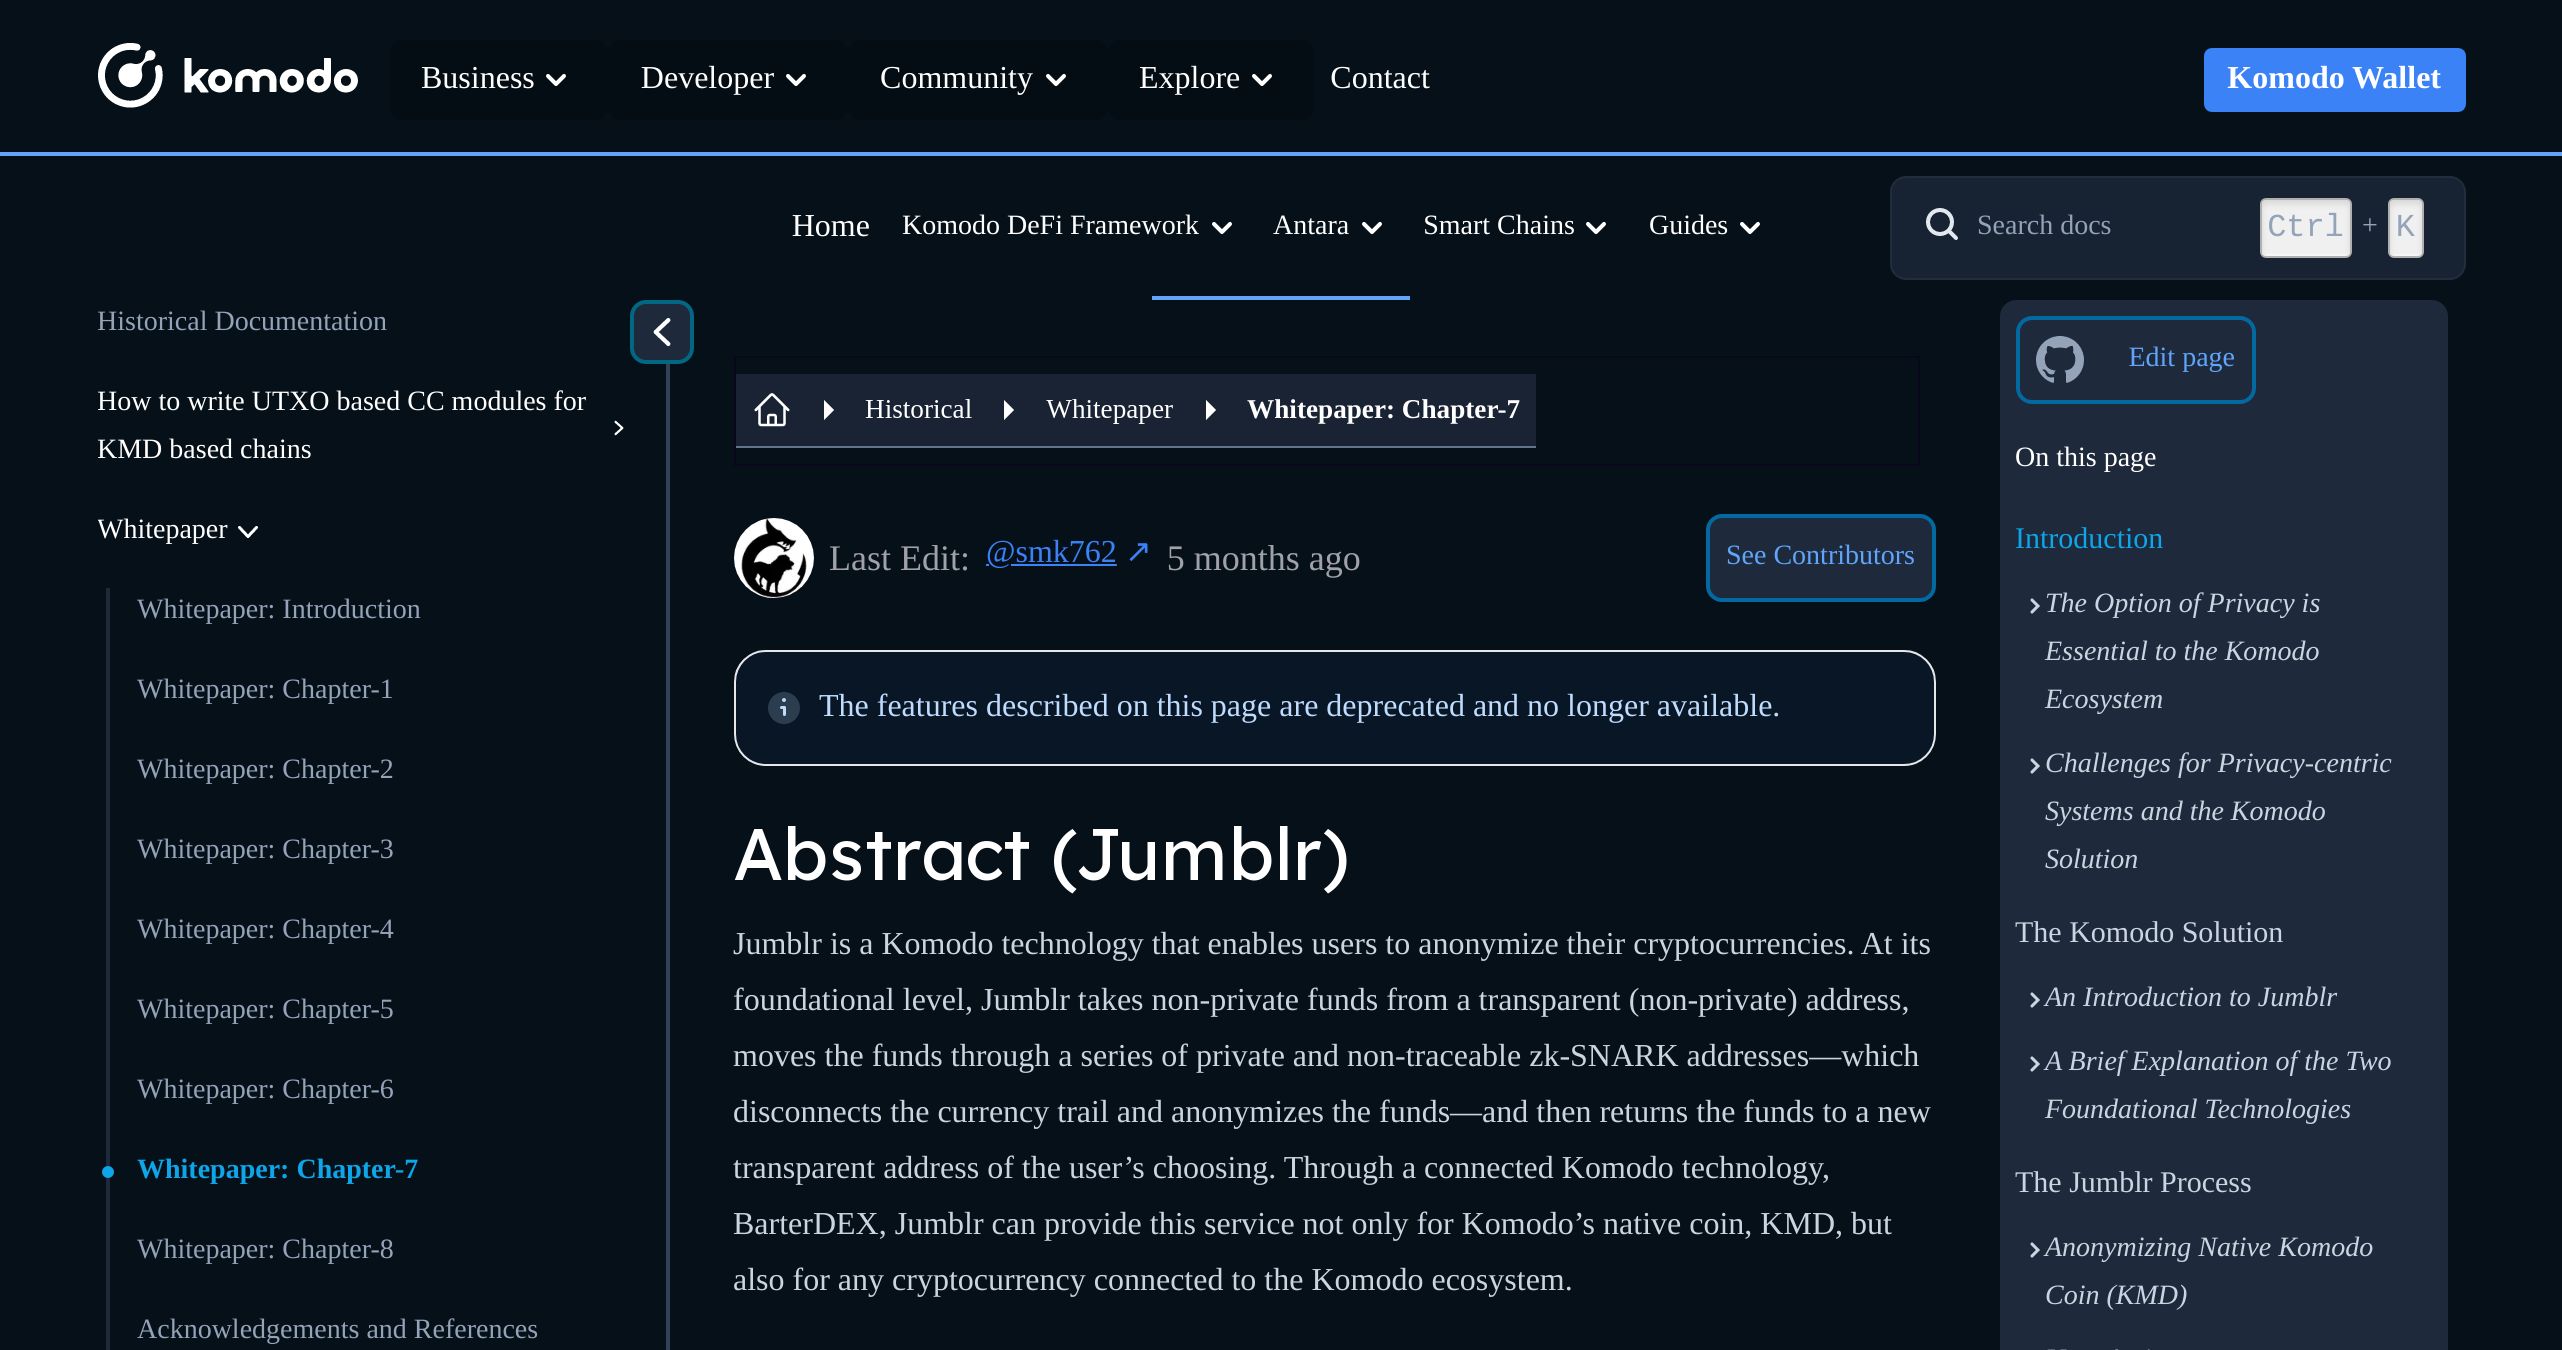 komodo
Business
Developer
Community
Explore
Contact
Komodo Wallet
Home
Komodo DeFi Framework
Antara
Smart Chains
Guides
Search docs
Ctrl + K
Historical Documentation
How to write UTXO based CC modules for
KMD based chains
Whitepaper
Whitepaper: Introduction
Whitepaper: Chapter-1
Whitepaper: Chapter-2
Whitepaper: Chapter-3
Whitepaper: Chapter-4
Whitepaper: Chapter-5
Whitepaper: Chapter-6
Whitepaper: Chapter-7
Whitepaper: Chapter-8
Acknowledgements and References
Historical
Whitepaper
Whitepaper: Chapter-7
Last Edit: @smk762 ↗ 5 months ago
See Contributors
The features described on this page are deprecated and no longer available.
Abstract (Jumblr)
Jumblr is a Komodo technology that enables users to anonymize their cryptocurrencies. At its
foundational level, Jumblr takes non-private funds from a transparent (non-private) address,
moves the funds through a series of private and non-traceable zk-SNARK addresses—which
disconnects the currency trail and anonymizes the funds—and then returns the funds to a new
transparent address of the user’s choosing. Through a connected Komodo technology,
BarterDEX, Jumblr can provide this service not only for Komodo’s native coin, KMD, but
also for any cryptocurrency connected to the Komodo ecosystem.
Edit page
On this page
Introduction
The Option of Privacy is
Essential to the Komodo
Ecosystem
Challenges for Privacy-centric
Systems and the Komodo
Solution
The Komodo Solution
An Introduction to Jumblr
A Brief Explanation of the Two
Foundational Technologies
The Jumblr Process
Anonymizing Native Komodo
Coin (KMD)